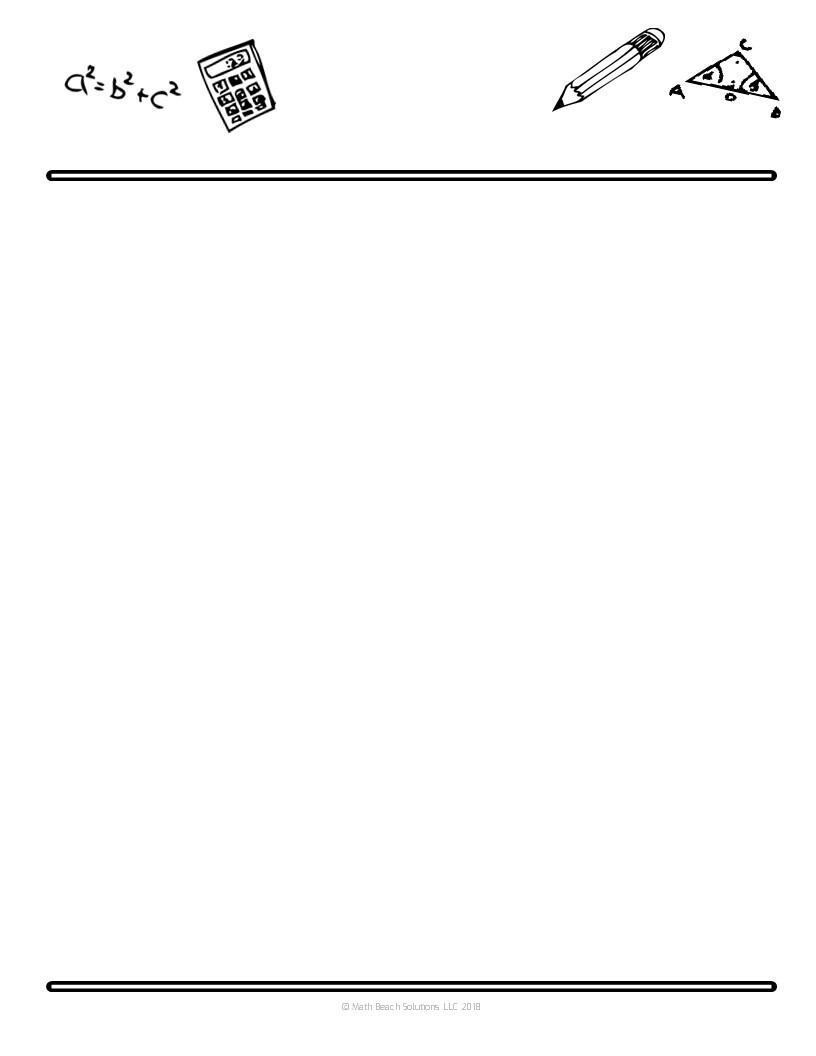 a² = b² + c²
C
A
D
B
© Math Beach Solutions LLC 2018